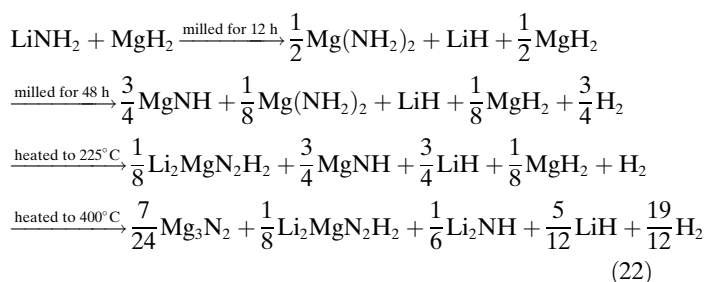 LiNH₂ + MgH₂ —milled for 12 h→ 1/2 Mg(NH₂)₂ + LiH + 1/2 MgH₂
—milled for 48 h→ 3/4 MgNH + 1/8 Mg(NH₂)₂ + LiH + 1/8 MgH₂ + 3/4 H₂
—heated to 225°C→ 1/8 Li₂MgN₂H₂ + 3/4 MgNH + 3/4 LiH + 1/8 MgH₂ + H₂
—heated to 400°C→ 7/24 Mg₃N₂ + 1/8 Li₂MgN₂H₂ + 1/6 Li₂NH + 5/12 LiH + 19/12 H₂
(22)